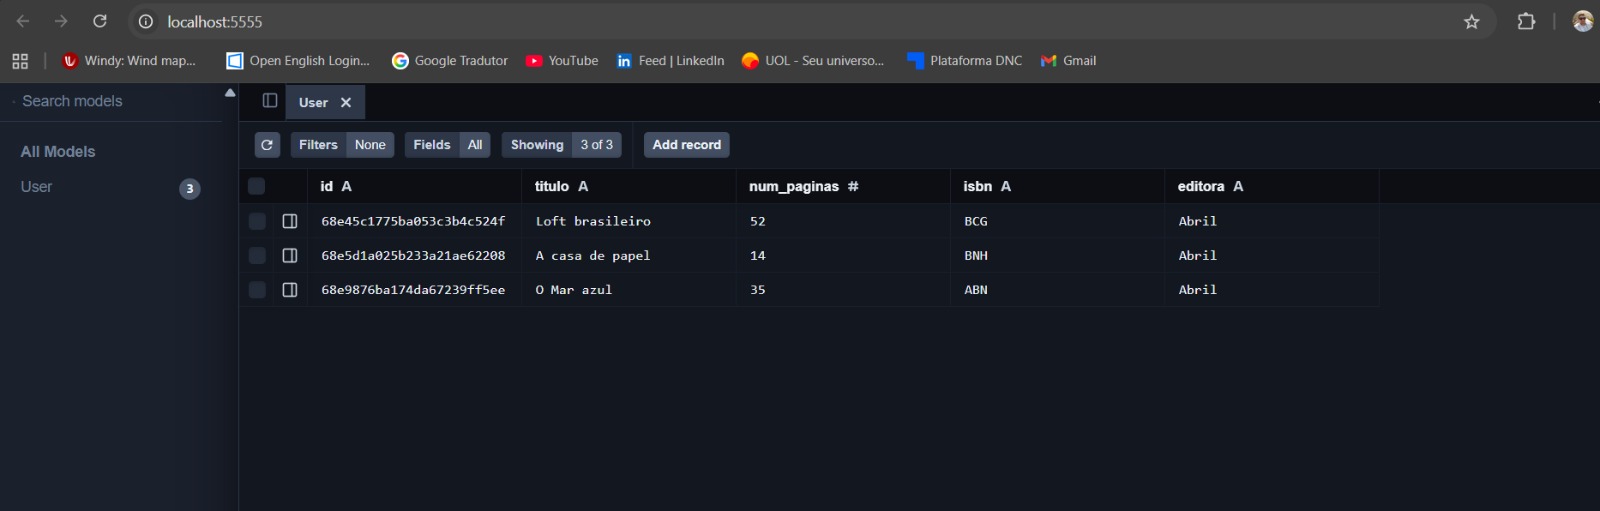 localhost:5555
Windy: Wind map... Open English Login... Google Tradutor YouTube Feed | LinkedIn UOL - Seu universo... Plataforma DNC Gmail
Search models
User
Filters None Fields All Showing 3 of 3 Add record
All Models
User 3
id A titulo A num_paginas # isbn A editora A
68e45c1775ba053c3b4c524f Loft brasileiro 52 BCG Abril
68e5d1a025b233a21ae62208 A casa de papel 14 BNH Abril
68e9876ba174da67239ff5ee O Mar azul 35 ABN Abril